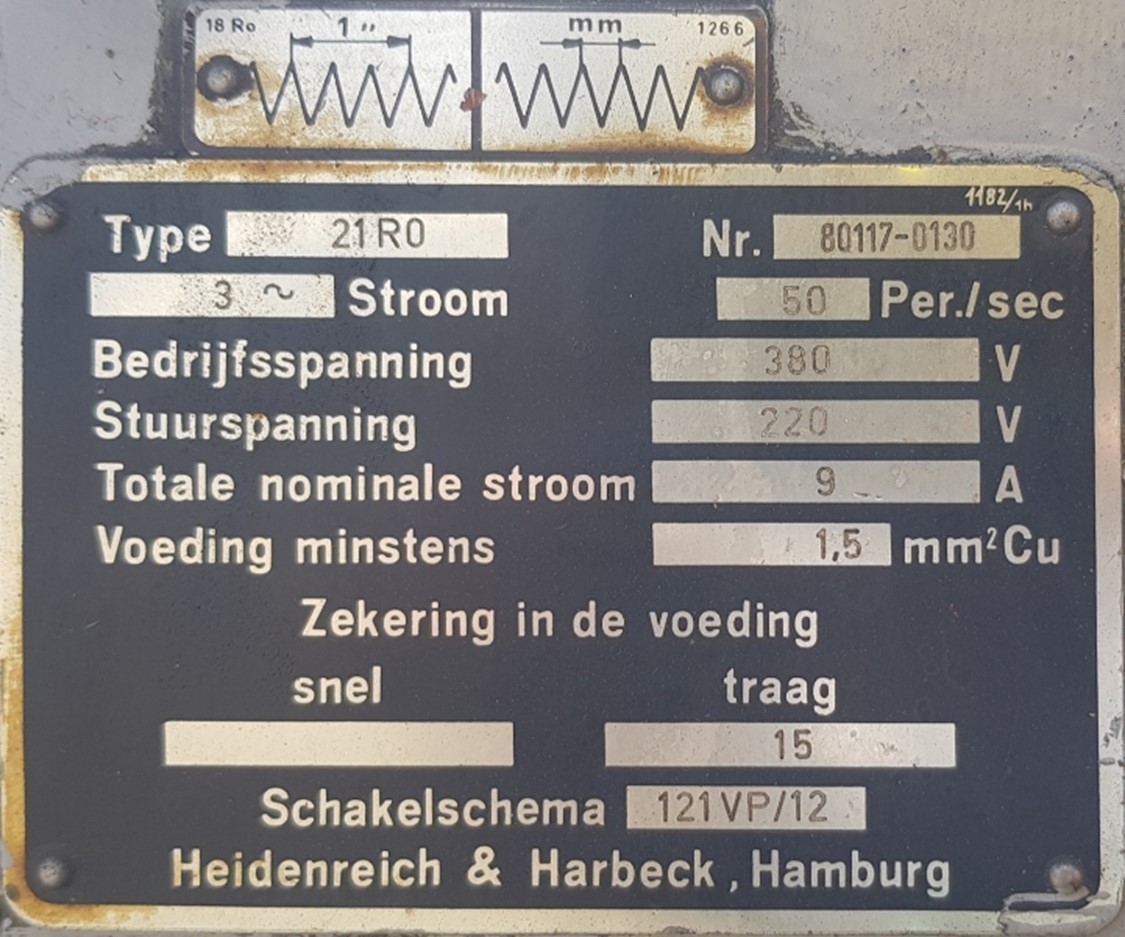 18 Ro 1" mm 1266
1182/1h
Type 21R0 Nr. 80117-0130
3 ~ Stroom 50 Per./sec
Bedrijfsspanning 380 V
Stuurspanning 220 V
Totale nominale stroom 9 A
Voeding minstens 1,5 mm²Cu
Zekering in de voeding
snel traag
15
Schakelschema 121VP/12
Heidenreich & Harbeck, Hamburg